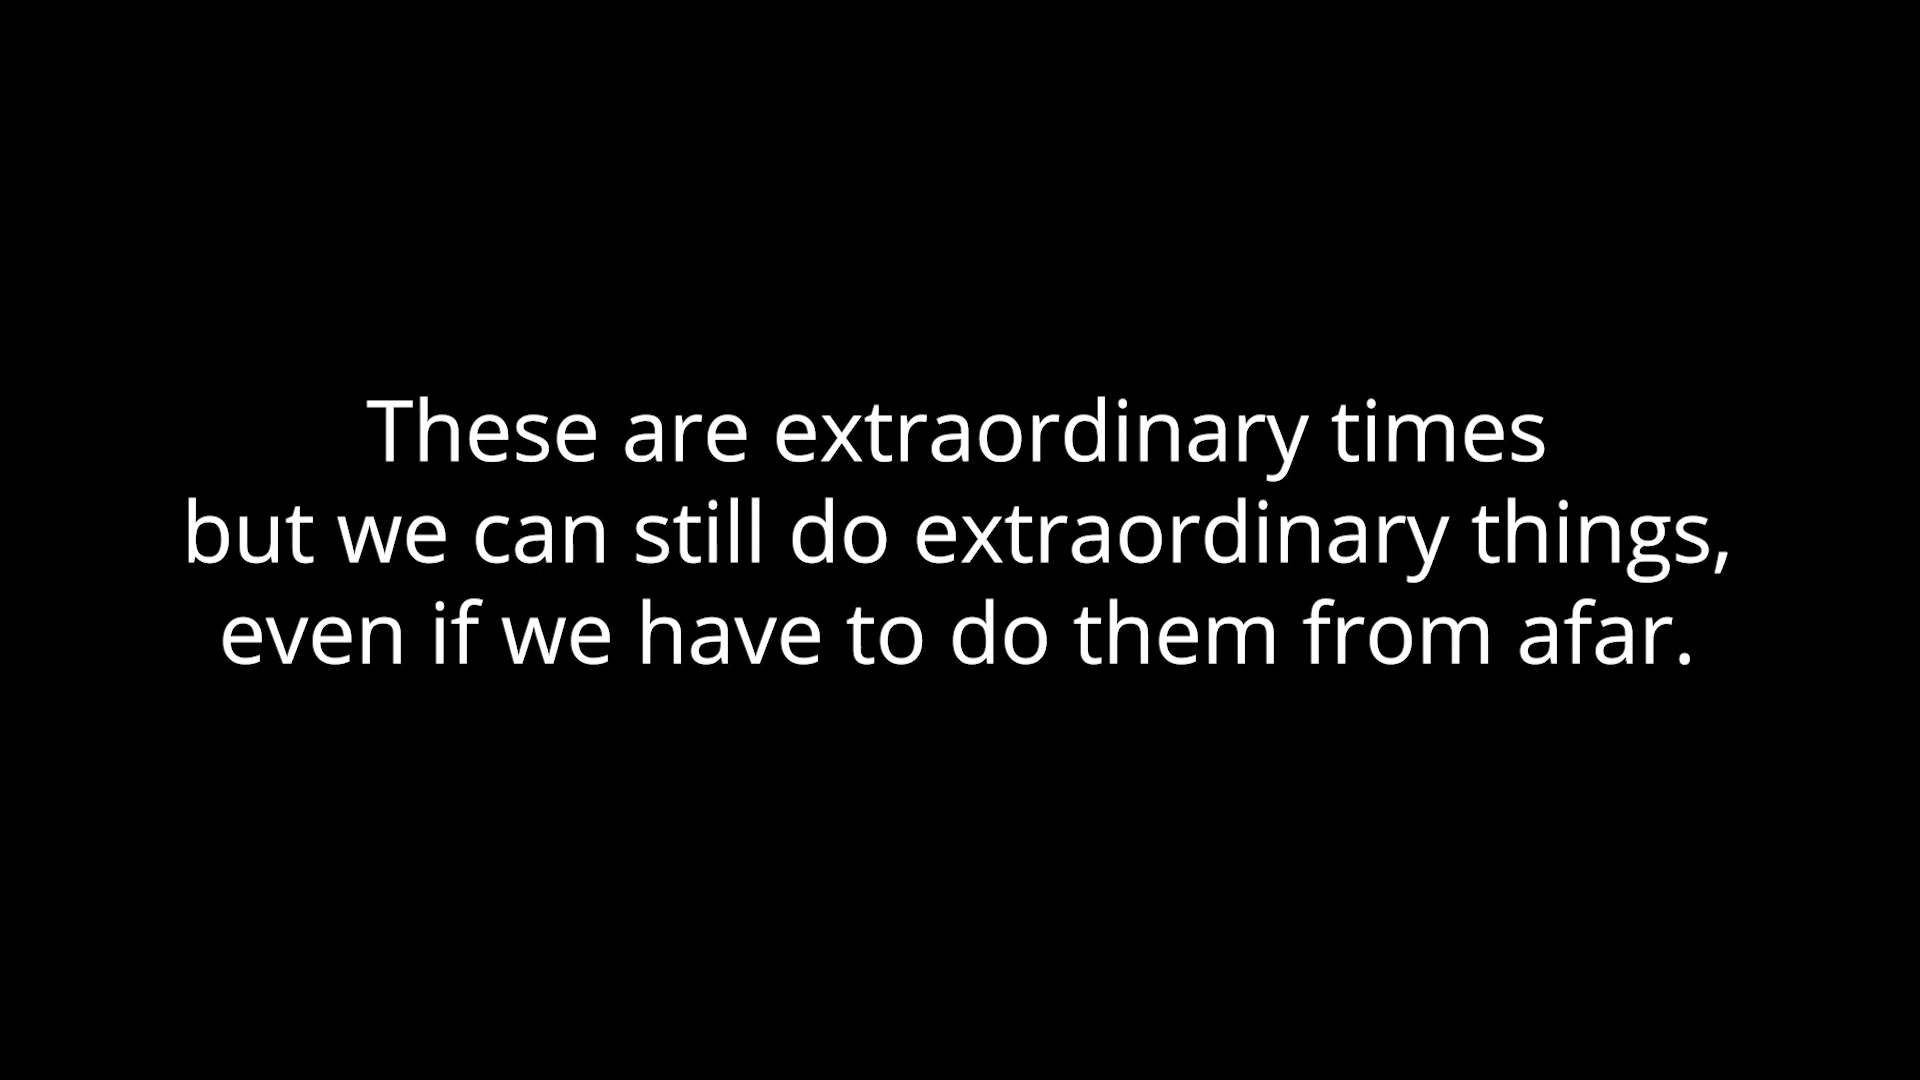 These are extraordinary times
but we can still do extraordinary things,
even if we have to do them from afar.